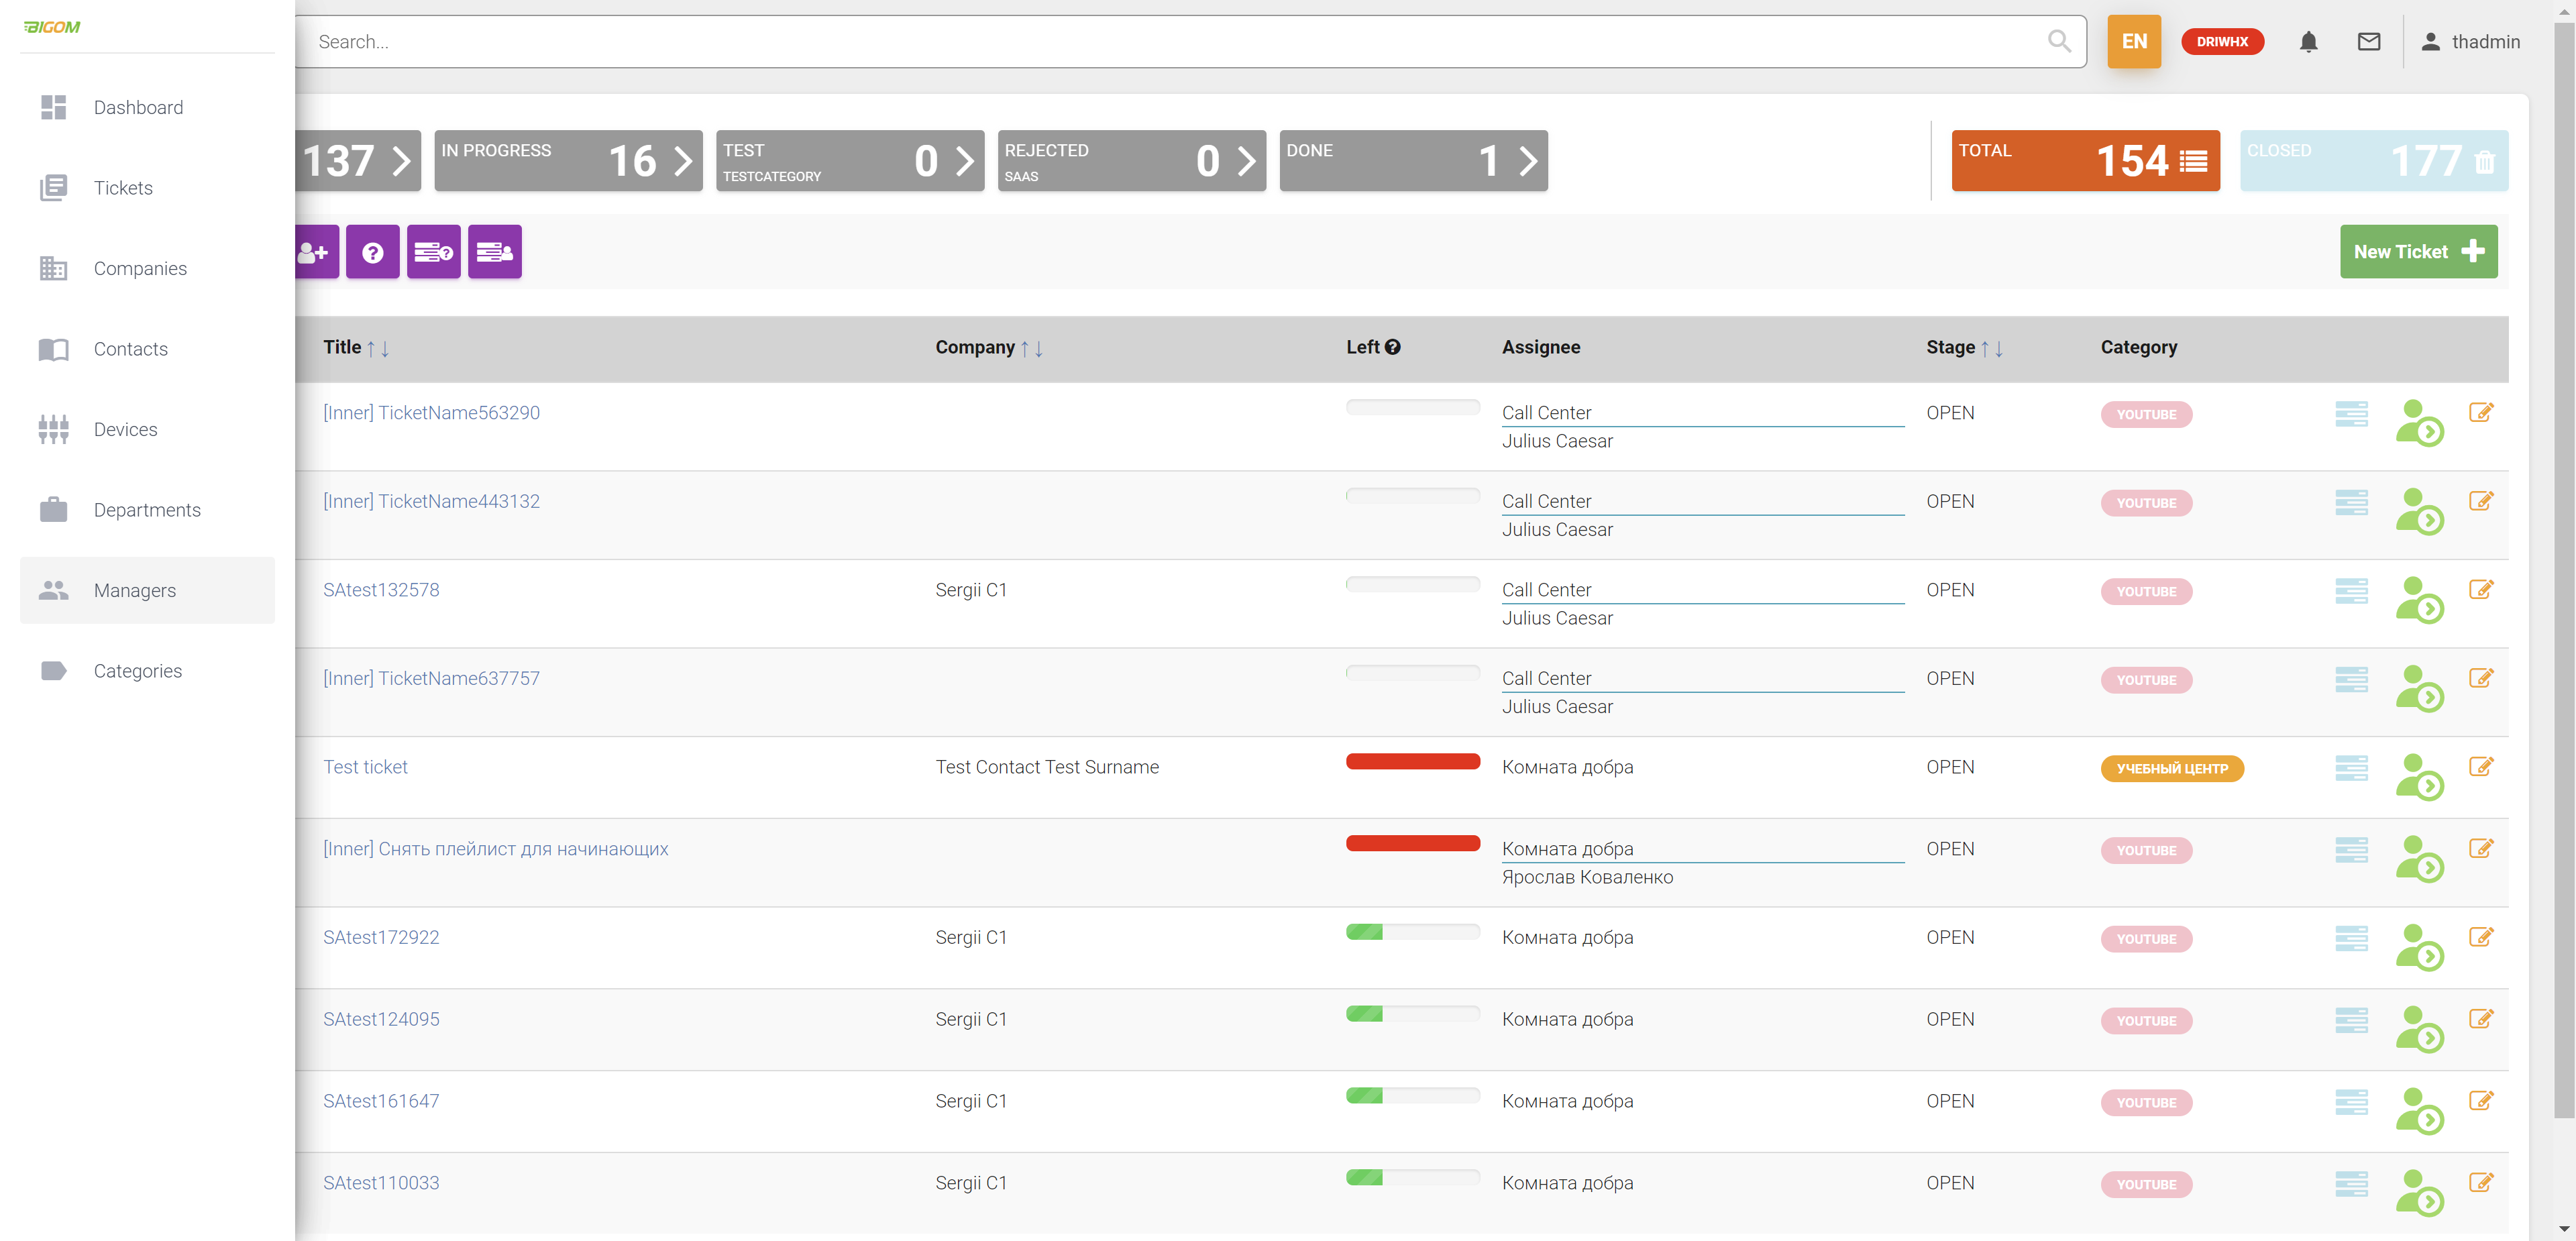 BIGOM
Search...
EN
DRIWHX
thadmin
Dashboard
Tickets
Companies
Contacts
Devices
Departments
Managers
Categories
137
IN PROGRESS 16
TEST
TESTCATEGORY
0
REJECTED
SAAS
0
DONE 1
TOTAL 154
CLOSED 177
New Ticket
Title ↑↓ Company ↑↓ Left Assignee Stage ↑↓ Category
[Inner] TicketName563290 Call Center OPEN YOUTUBE
Julius Caesar
[Inner] TicketName443132 Call Center OPEN YOUTUBE
Julius Caesar
SAtest132578 Sergii C1 Call Center OPEN YOUTUBE
Julius Caesar
[Inner] TicketName637757 Call Center OPEN YOUTUBE
Julius Caesar
Test ticket Test Contact Test Surname Комната добра OPEN УЧЕБНЫЙ ЦЕНТР
[Inner] Снять плейлист для начинающих Комната добра OPEN YOUTUBE
Ярослав Коваленко
SAtest172922 Sergii C1 Комната добра OPEN YOUTUBE
SAtest124095 Sergii C1 Комната добра OPEN YOUTUBE
SAtest161647 Sergii C1 Комната добра OPEN YOUTUBE
SAtest110033 Sergii C1 Комната добра OPEN YOUTUBE